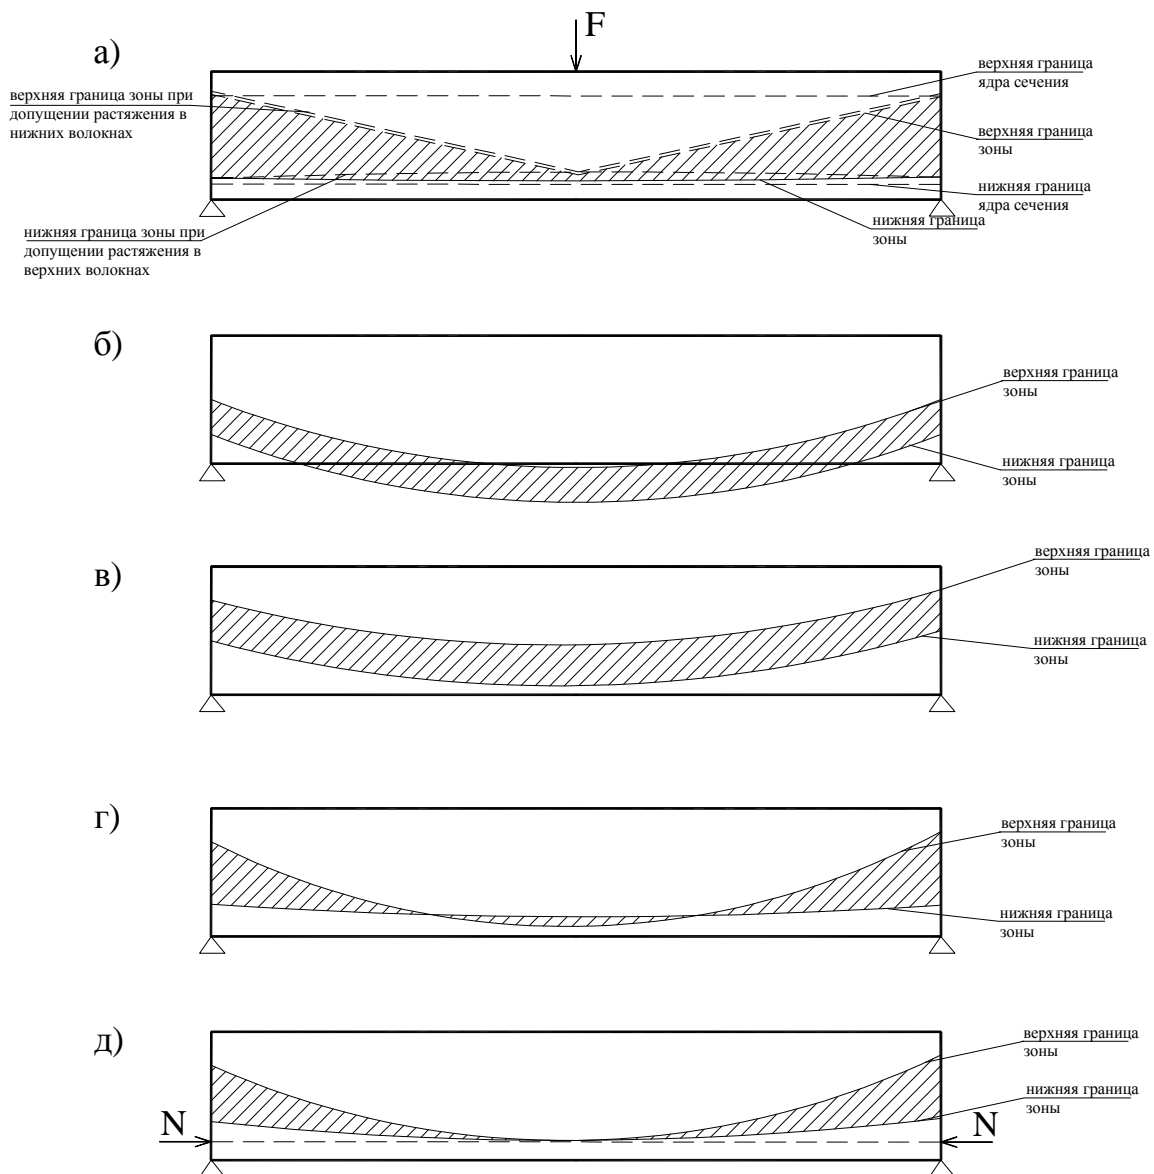 F
а)
верхняя граница
ядра сечения
верхняя граница зоны при
допущении растяжения в
нижних волокнах
верхняя граница
зоны
нижняя граница
ядра сечения
нижняя граница
зоны
нижняя граница зоны при
допущении растяжения в
верхних волокнах
б)
верхняя граница
зоны
нижняя граница
зоны
в)
верхняя граница
зоны
нижняя граница
зоны
г)
верхняя граница
зоны
нижняя граница
зоны
д)
верхняя граница
зоны
нижняя граница
зоны
N
N